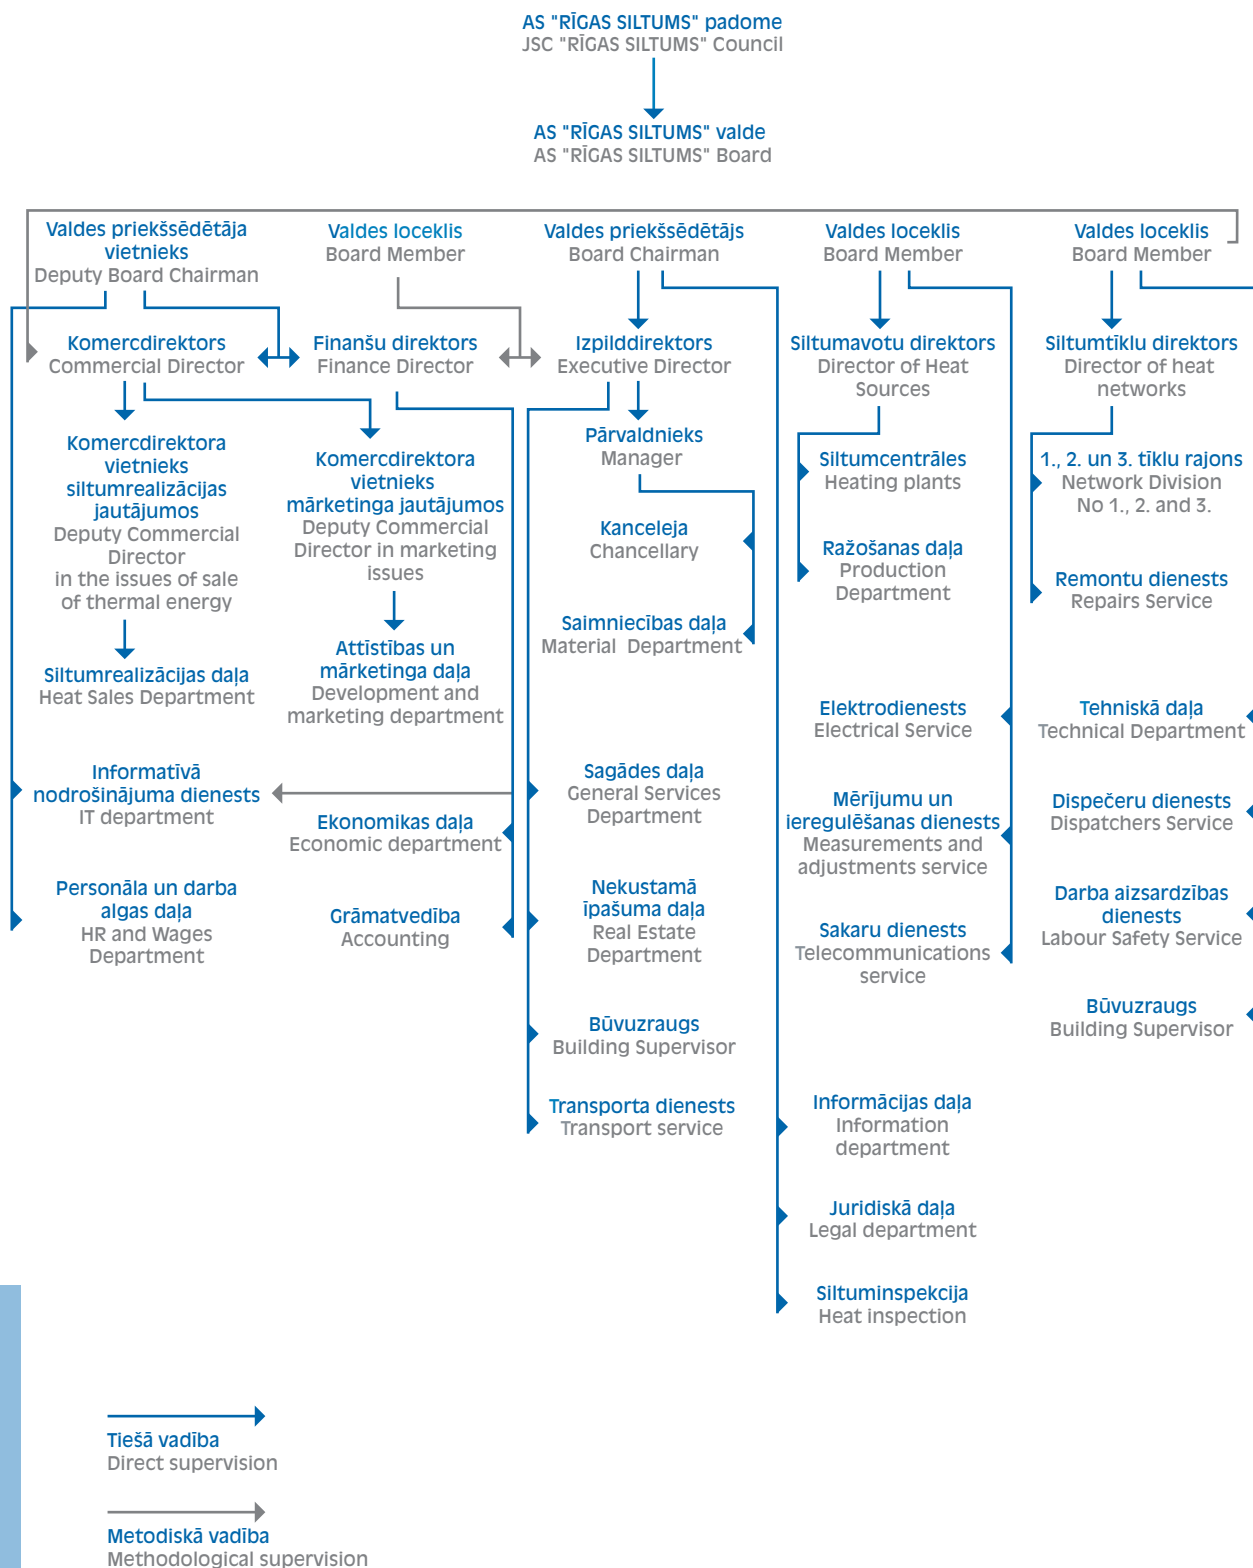 AS "RĪGAS SILTUMS" padome
JSC "RĪGAS SILTUMS" Council
AS "RĪGAS SILTUMS" valde
AS "RĪGAS SILTUMS" Board
Valdes priekšsēdētāja
vietnieks
Deputy Board Chairman
Valdes loceklis
Board Member
Valdes priekšsēdētājs
Board Chairman
Valdes loceklis
Board Member
Valdes loceklis
Board Member
Komercdirektors
Commercial Director
Finanšu direktors
Finance Director
Izpilddirektors
Executive Director
Siltumavotu direktors
Director of Heat
Sources
Siltumtīklu direktors
Director of heat
networks
Komercdirektora
vietnieks
siltumrealizācijas
jautājumos
Deputy Commercial
Director
in the issues of sale
of thermal energy
Komercdirektora
vietnieks
mārketinga jautājumos
Deputy Commercial
Director in marketing
issues
Pārvaldnieks
Manager
Kanceleja
Chancellary
Saimniecības daļa
Material Department
Siltumcentrāles
Heating plants
Ražošanas daļa
Production
Department
1., 2. un 3. tīklu rajons
Network Division
No 1., 2. and 3.
Remontu dienests
Repairs Service
Siltumrealizācijas daļa
Heat Sales Department
Attīstības un
mārketinga daļa
Development and
marketing department
Elektrodienests
Electrical Service
Tehniskā daļa
Technical Department
Informatīvā
nodrošinājuma dienests
IT department
Ekonomikas daļa
Economic department
Sagādes daļa
General Services
Department
Mērījumu un
ieregulēšanas dienests
Measurements and
adjustments service
Dispečeru dienests
Dispatchers Service
Personāla un darba
algas daļa
HR and Wages
Department
Grāmatvedība
Accounting
Nekustamā
īpašuma daļa
Real Estate
Department
Sakaru dienests
Telecommunications
service
Darba aizsardzības
dienests
Labour Safety Service
Būvuzraugs
Building Supervisor
Būvuzraugs
Building Supervisor
Transporta dienests
Transport service
Informācijas daļa
Information
department
Juridiskā daļa
Legal department
Siltuminspekcija
Heat inspection
Tiešā vadība
Direct supervision
Metodiskā vadība
Methodological supervision